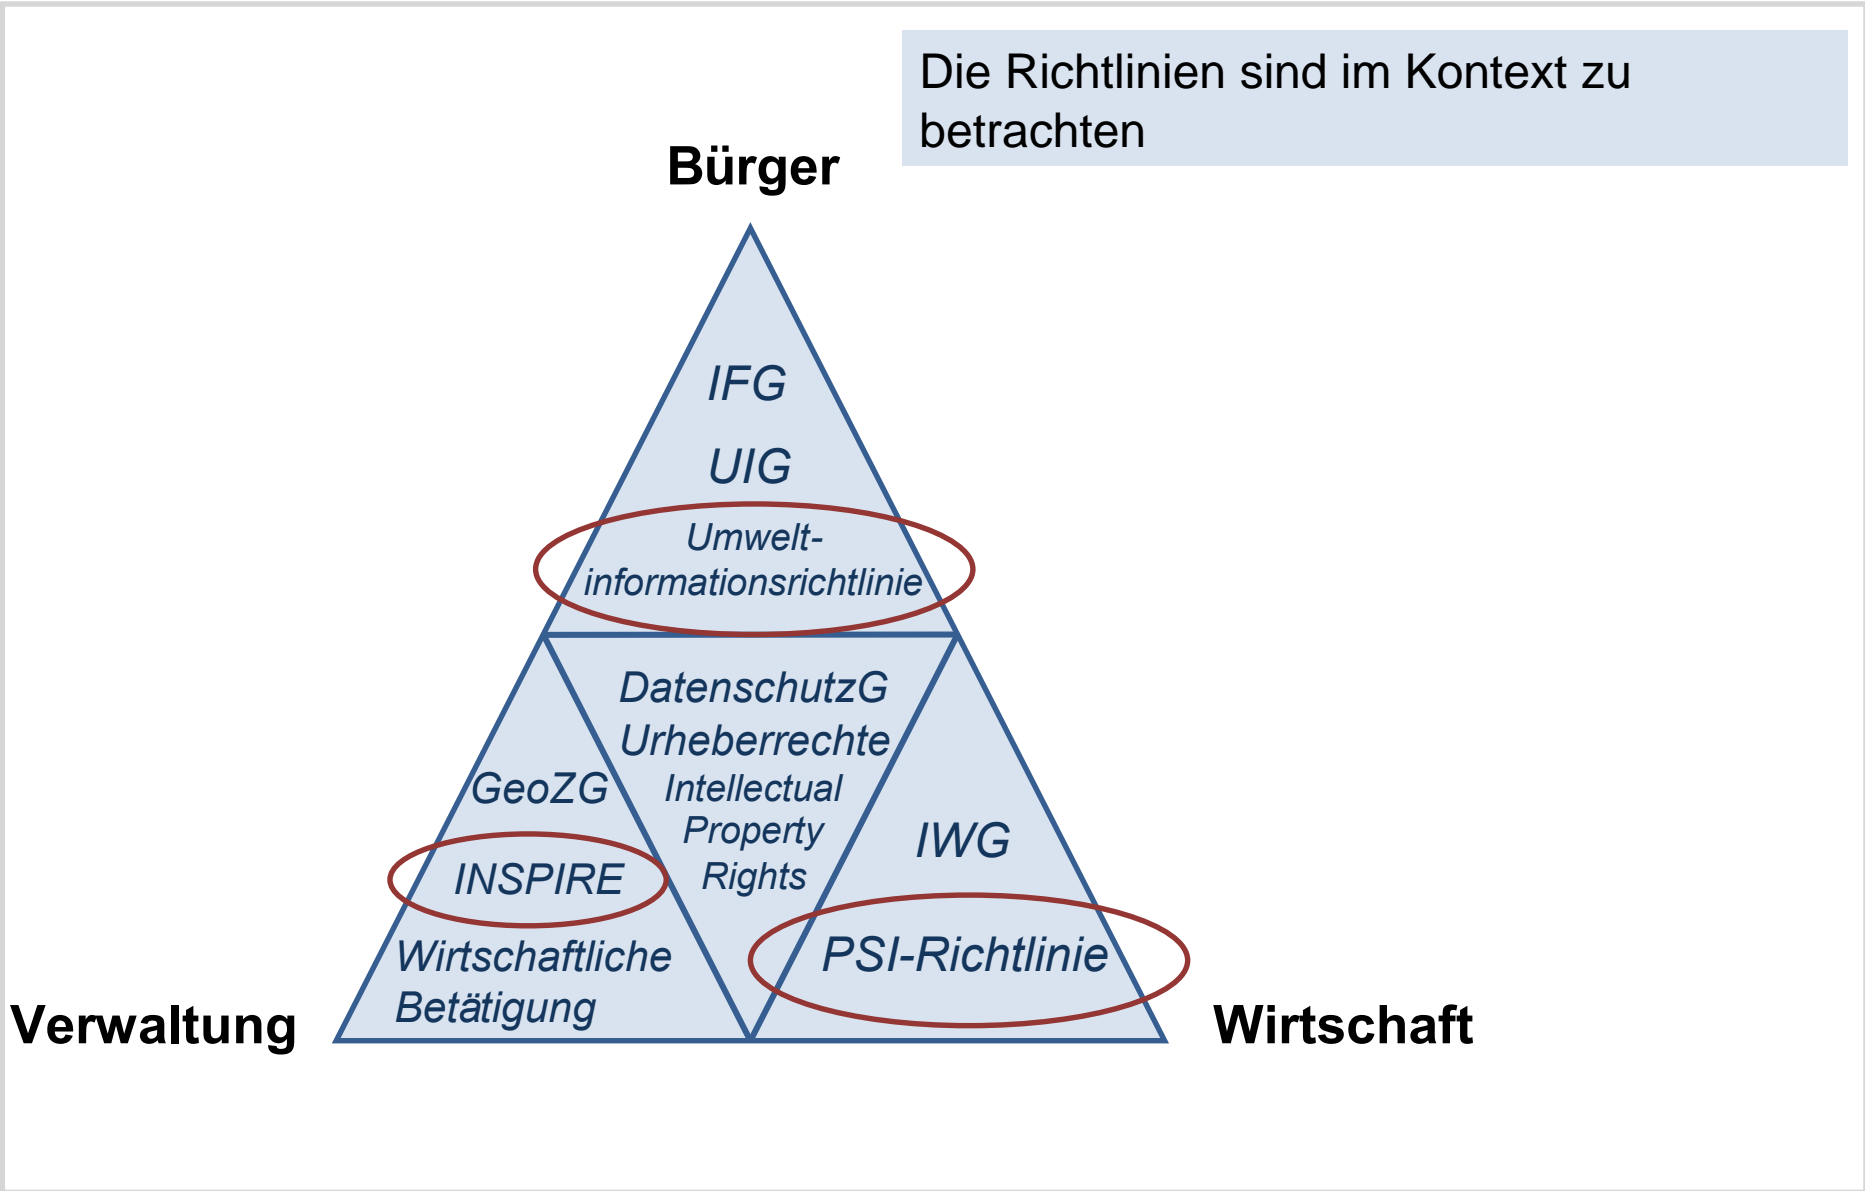 Die Richtlinien sind im Kontext zu
betrachten
Bürger
IFG
UIG
Umwelt-
informationsrichtlinie
DatenschutzG
Urheberrechte
Intellectual
Property
Rights
GeoZG
INSPIRE
Wirtschaftliche
Betätigung
IWG
PSI-Richtlinie
Verwaltung
Wirtschaft